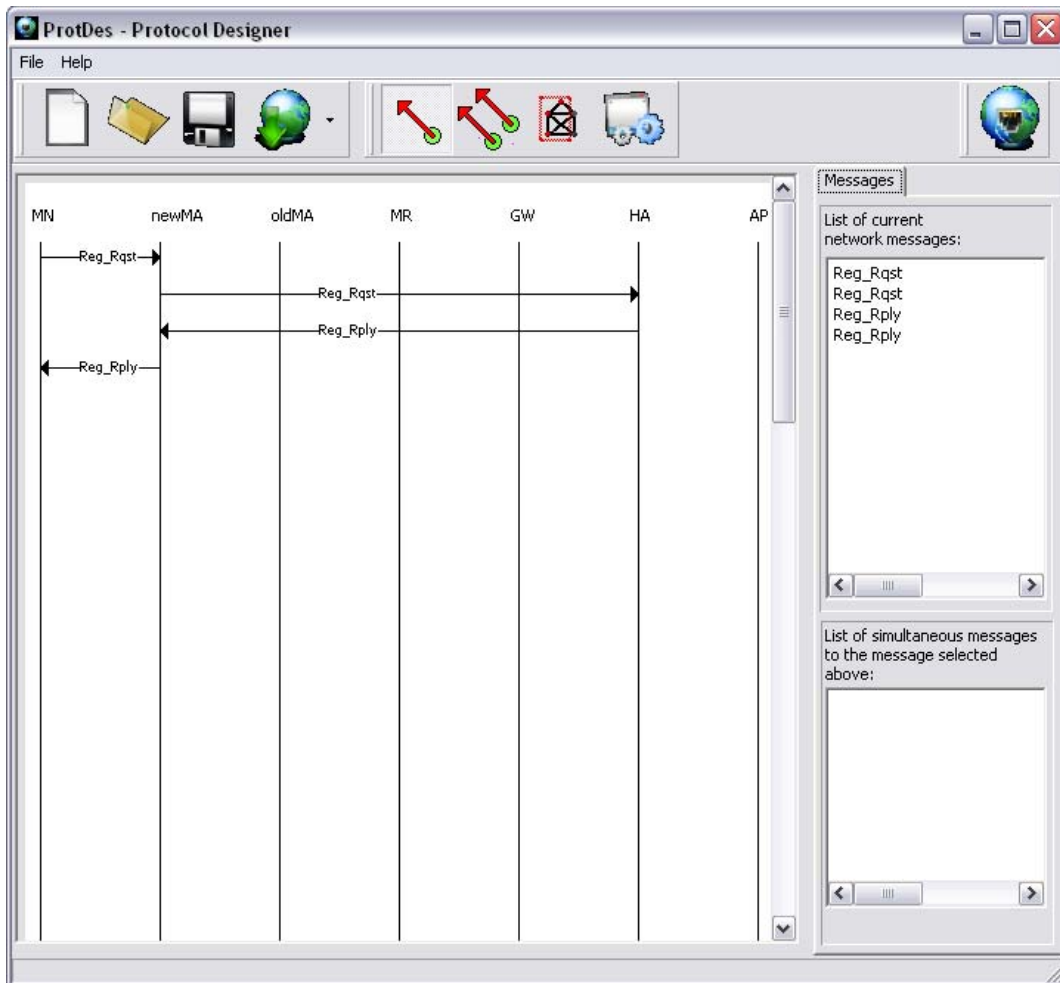 ProtDes - Protocol Designer
File Help
MN newMA oldMA MR GW HA AP
Reg_Rqst
Reg_Rqst
Reg_Rply
Reg_Rply
Messages
List of current
network messages:
Reg_Rqst
Reg_Rqst
Reg_Rply
Reg_Rply
List of simultaneous messages
to the message selected
above: